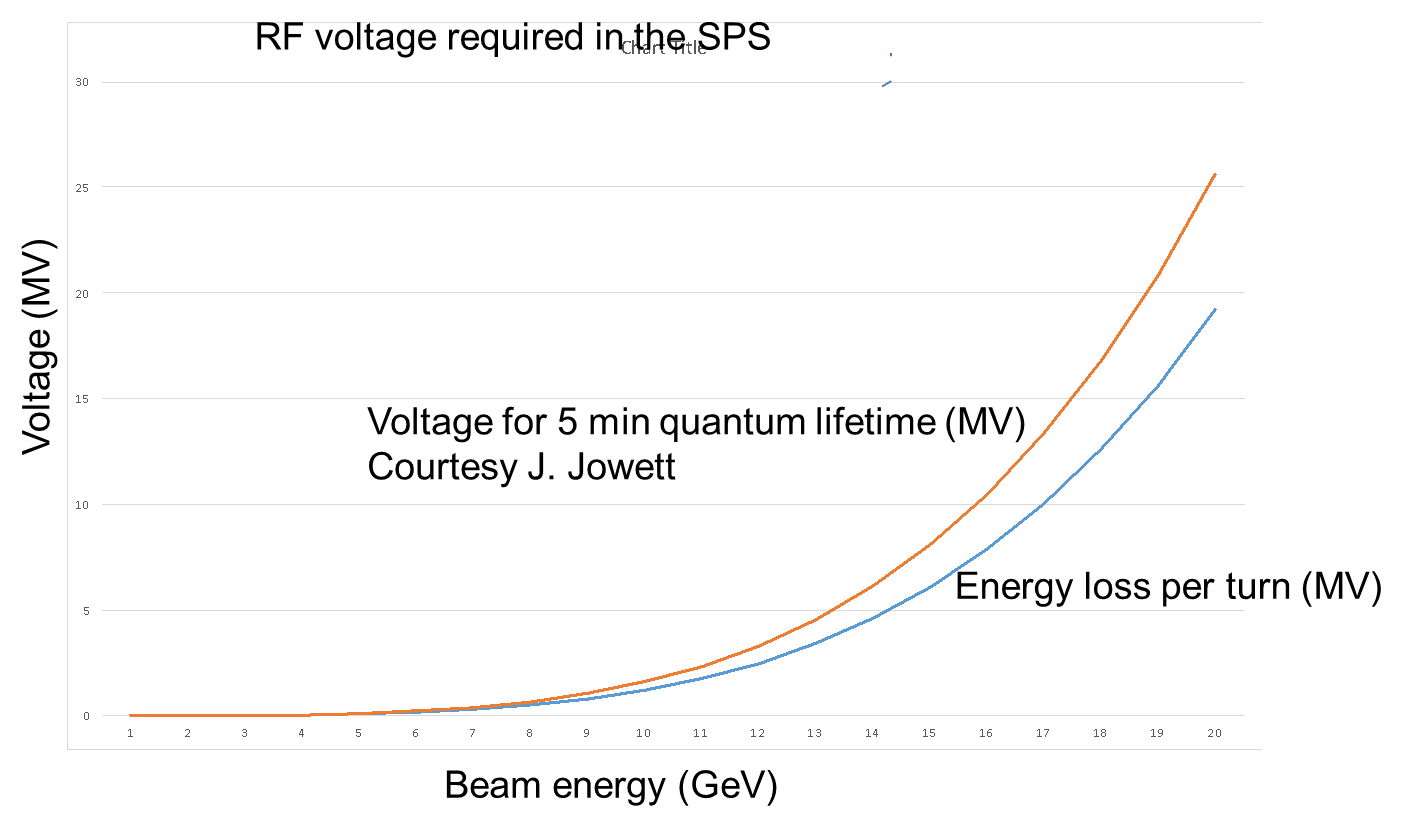 RF voltage required in the SPS
Chart Title
30
25
20
15
10
5
0
Voltage (MV)
Voltage for 5 min quantum lifetime (MV)
Courtesy J. Jowett
Energy loss per turn (MV)
1 2 3 4 5 6 7 8 9 10 11 12 13 14 15 16 17 18 19 20
Beam energy (GeV)